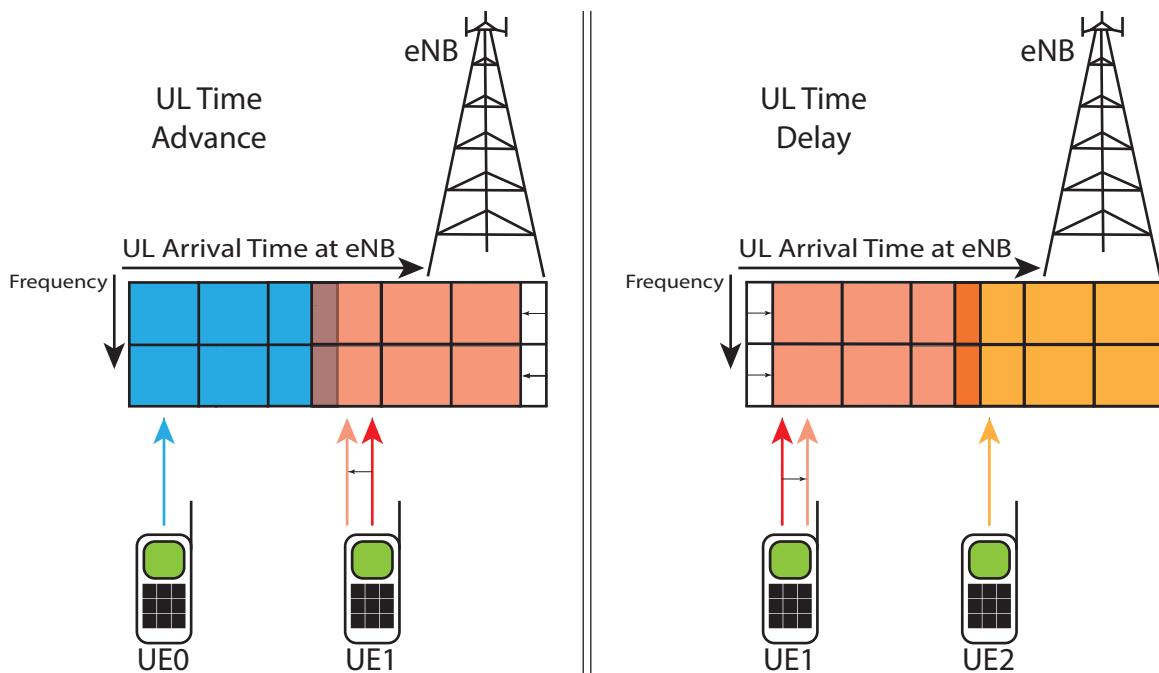 eNB
UL Time
Advance
UL Arrival Time at eNB
Frequency
UE0
UE1
eNB
UL Time
Delay
UL Arrival Time at eNB
Frequency
UE1
UE2